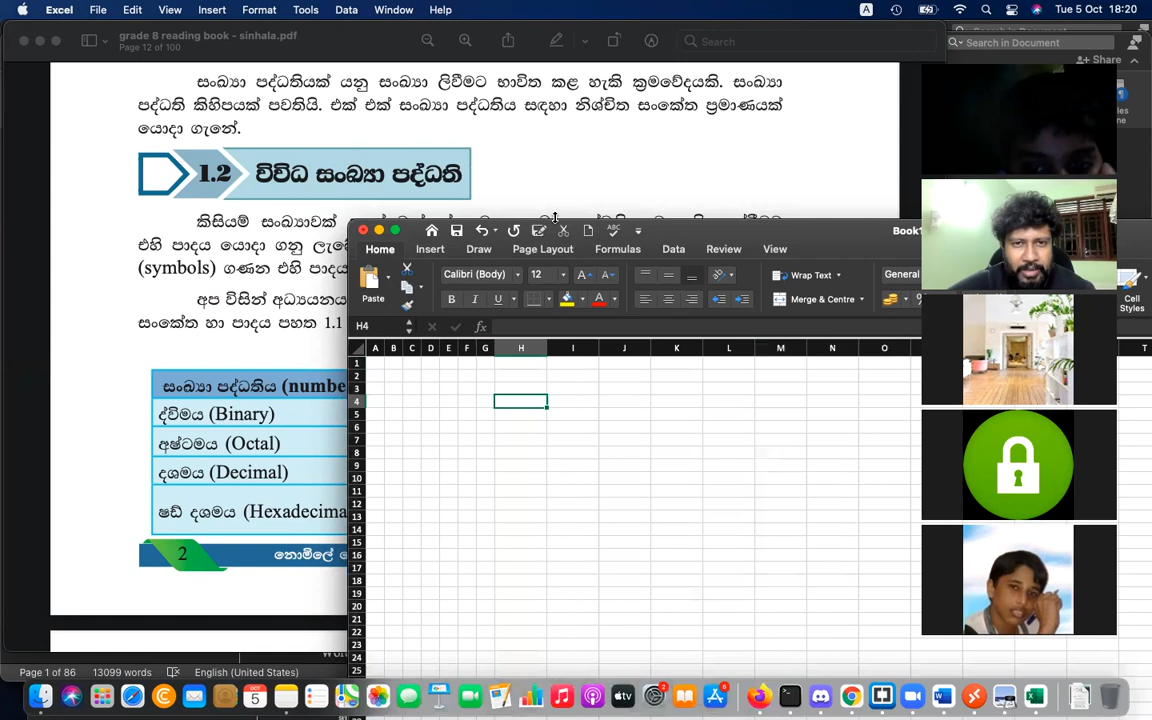 Excel File Edit View Insert Format Tools Data Window Help A Tue 5 Oct 18:20
grade 8 reading book - sinhala.pdf
Page 12 of 100
Search
Search in Document
Share
සංඛ්‍යා පද්ධතියක් යනු සංඛ්‍යා ලිවීමට භාවිත කළ හැකි ක්‍රමවේදයකි. සංඛ්‍යා
පද්ධති කිහිපයක් පවතියි. එක් එක් සංඛ්‍යා පද්ධතිය සඳහා නිශ්චිත සංකේත ප්‍රමාණයක්
යොදා ගැනේ.
1.2 විවිධ සංඛ්‍යා පද්ධති
කිසියම් සංඛ්‍යාවක්
එහි පාදය යොදා ගනු
(symbols) ගණන එහි පාදය
අප විසින් අධ්‍යයනය
සංකේත හා පාදය පහත 1.1
සංඛ්‍යා පද්ධතිය (numbe
ද්විමය (Binary)
අෂ්ටමය (Octal)
දශමය (Decimal)
ෂඩ් දශමය (Hexadecima
2 නොමිලේ
Book1
Home Insert Draw Page Layout Formulas Data Review View
Paste Calibri (Body) 12 A A Wrap Text General
B I U A Merge & Centre %
Cell
Styles
H4 fx
A B C D E F G H I J K L M N O T
1
2
3
4
5
6
7
8
9
10
11
12
13
14
15
16
17
18
19
20
21
22
23
24
25
Page 1 of 86 13099 words English (United States)
OCT
5
tv
2
6